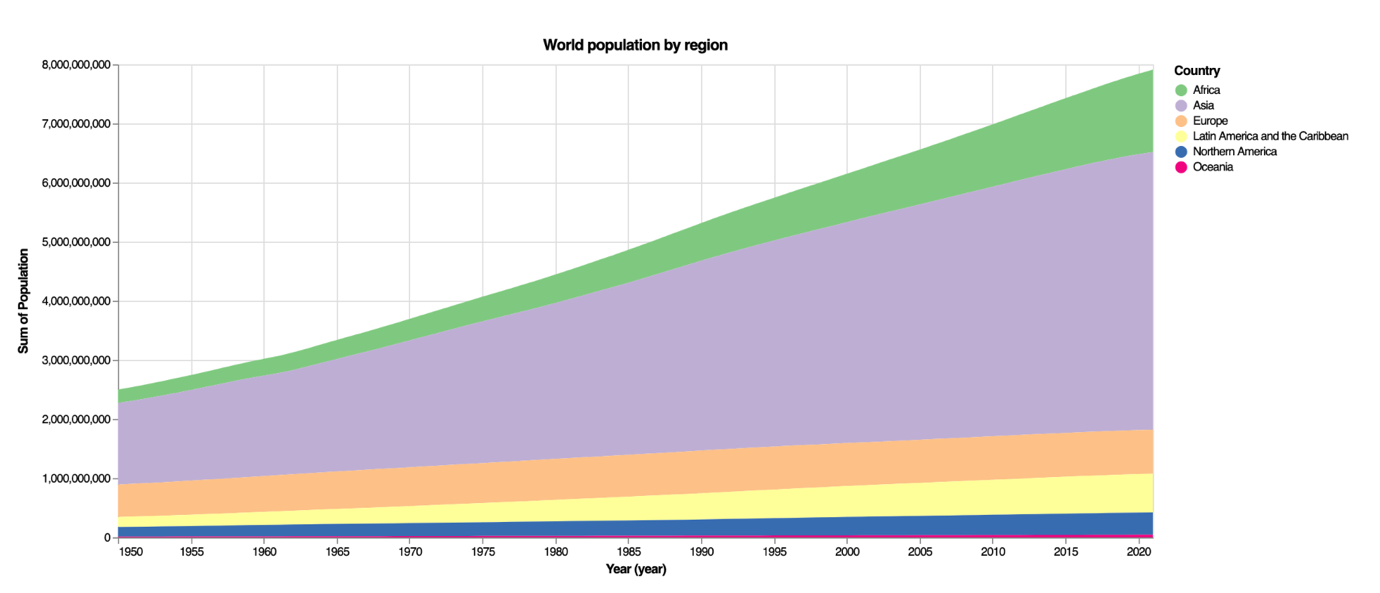 World population by region
8,000,000,000
7,000,000,000
6,000,000,000
5,000,000,000
4,000,000,000
3,000,000,000
2,000,000,000
1,000,000,000
0
Sum of Population
1950 1955 1960 1965 1970 1975 1980 1985 1990 1995 2000 2005 2010 2015 2020
Year (year)
Country
Africa
Asia
Europe
Latin America and the Caribbean
Northern America
Oceania